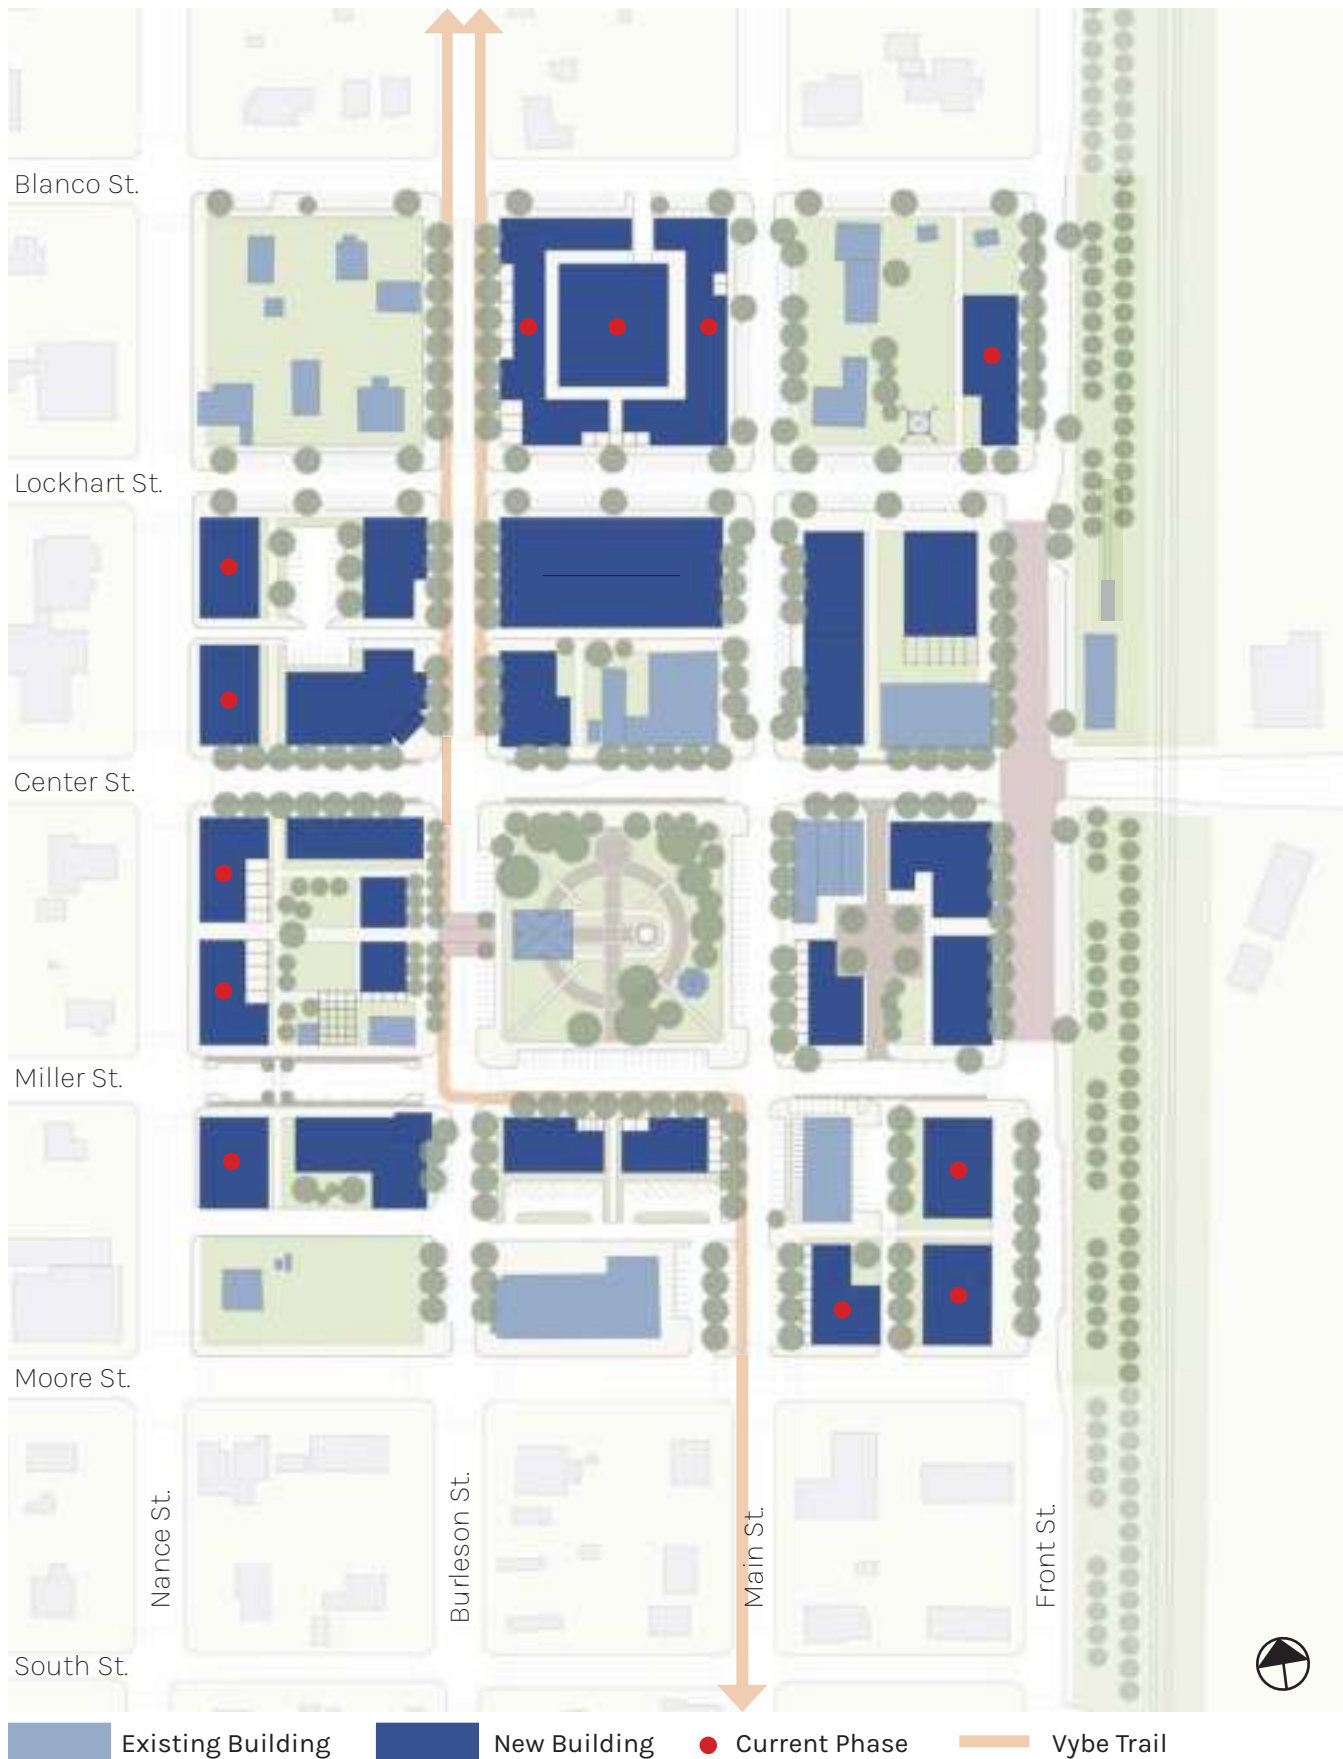 Blanco St.
Lockhart St.
Center St.
Miller St.
Moore St.
Nance St.
Burleson St.
Main St.
Front St.
South St.
Existing Building
New Building
Current Phase
Vybe Trail